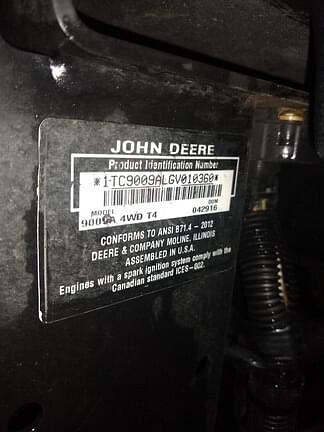 JOHN DEERE
Product Identification Number
*1TC9009ALGV010360*
MODEL DOM
9009A 4WD T4 042916
CONFORMS TO ANSI B71.4 - 2012
DEERE & COMPANY MOLINE, ILLINOIS
ASSEMBLED IN U.S.A.
Engines with a spark ignition system comply with the
Canadian standard ICES-002.